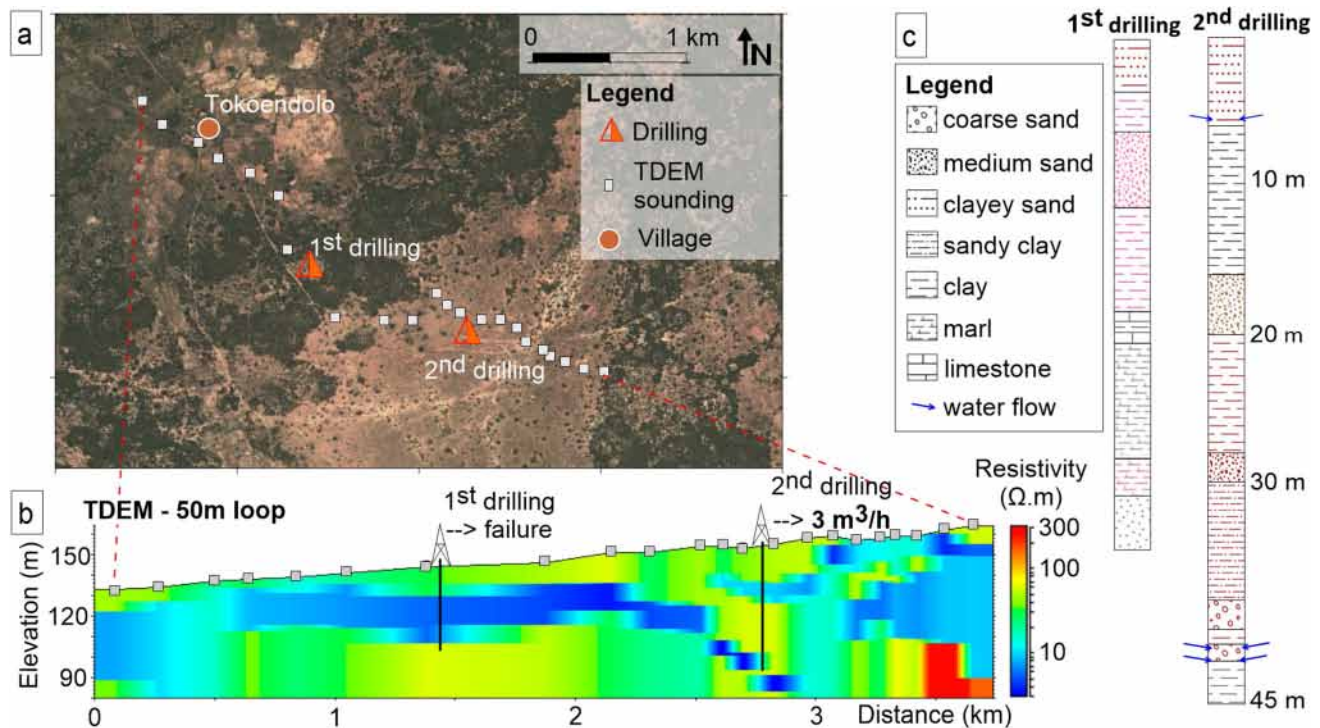 a
0
1 km
N
Legend
Drilling
TDEM
sounding
Village
Tokoendolo
1st drilling
2nd drilling
c
Legend
coarse sand
medium sand
clayey sand
sandy clay
clay
marl
limestone
water flow
1st drilling
2nd drilling
10 m
20 m
30 m
45 m
b
TDEM - 50m loop
1st drilling
--> failure
2nd drilling
--> 3 m³/h
Resistivity
(Ω.m)
300
100
10
Elevation (m)
150
120
90
0
1
2
3
Distance (km)